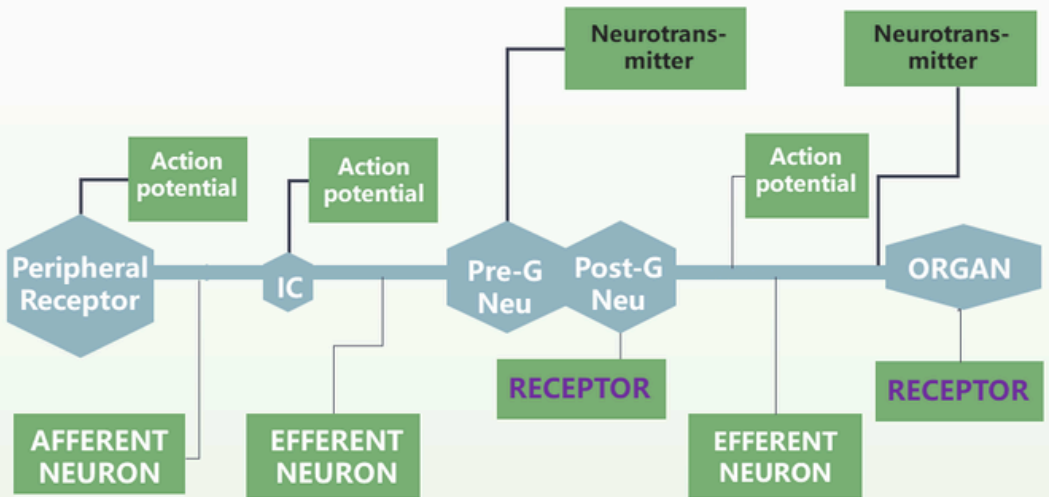 Neurotrans-
mitter
Neurotrans-
mitter
Action
potential
Action
potential
Action
potential
Peripheral
Receptor
IC
Pre-G
Neu
Post-G
Neu
ORGAN
RECEPTOR
RECEPTOR
AFFERENT
NEURON
EFFERENT
NEURON
EFFERENT
NEURON